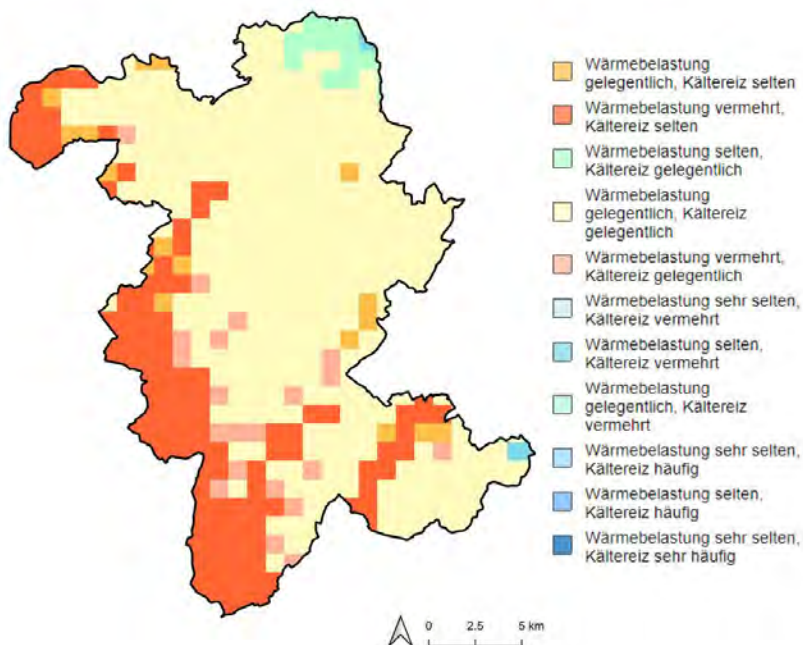 Wärmebelastung
gelegentlich, Kältereiz selten
Wärmebelastung vermehrt,
Kältereiz selten
Wärmebelastung selten,
Kältereiz gelegentlich
Wärmebelastung
gelegentlich, Kältereiz
gelegentlich
Wärmebelastung vermehrt,
Kältereiz gelegentlich
Wärmebelastung sehr selten,
Kältereiz vermehrt
Wärmebelastung selten,
Kältereiz vermehrt
Wärmebelastung
gelegentlich, Kältereiz
vermehrt
Wärmebelastung sehr selten,
Kältereiz häufig
Wärmebelastung selten,
Kältereiz häufig
Wärmebelastung sehr selten,
Kältereiz sehr häufig
0 2.5 5 km